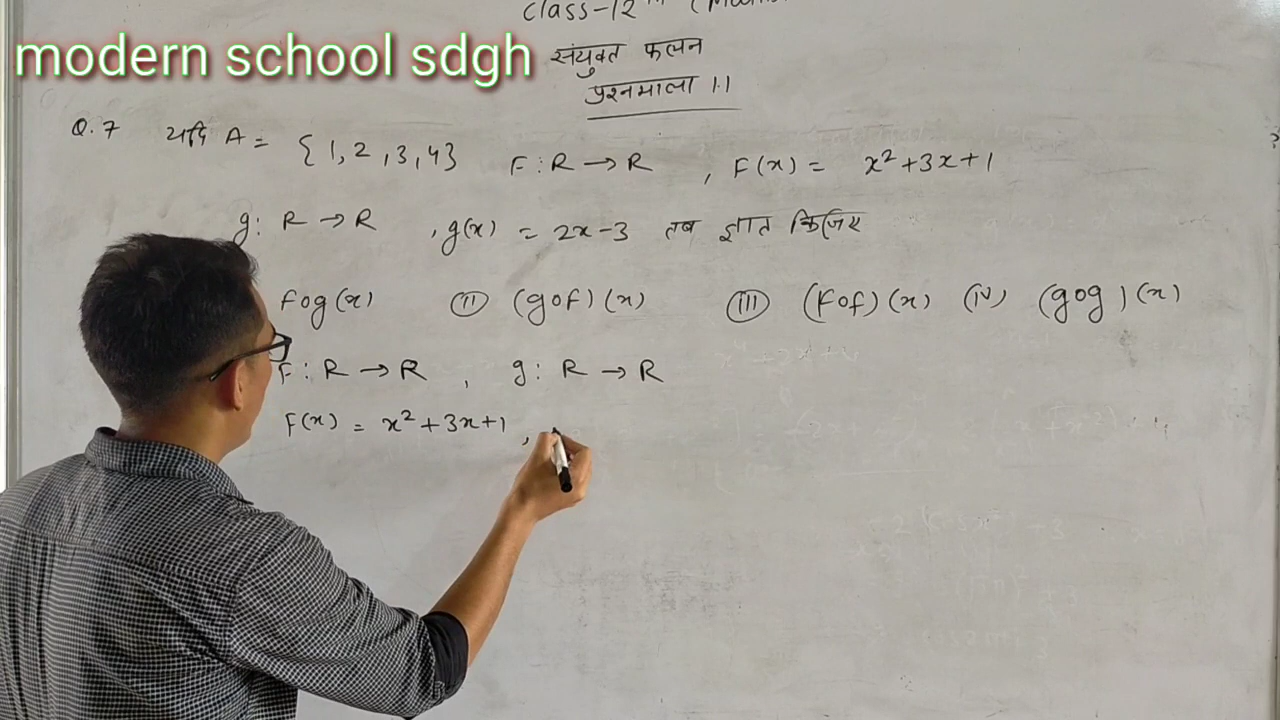 class-12th
modern school sdgh
संयुक्त फलन
प्रश्नमाला 1.1
Q.7 यदि A = {1, 2, 3, 4} F : R → R , F(x) = x²+3x+1
g: R → R , g(x) = 2x-3 तब ज्ञात किजिए
Fog(x) (II) (goF)(x) (III) (FoF)(x) (IV) (gog)(x)
F : R → R , g: R → R
F(x) = x²+3x+1 ,